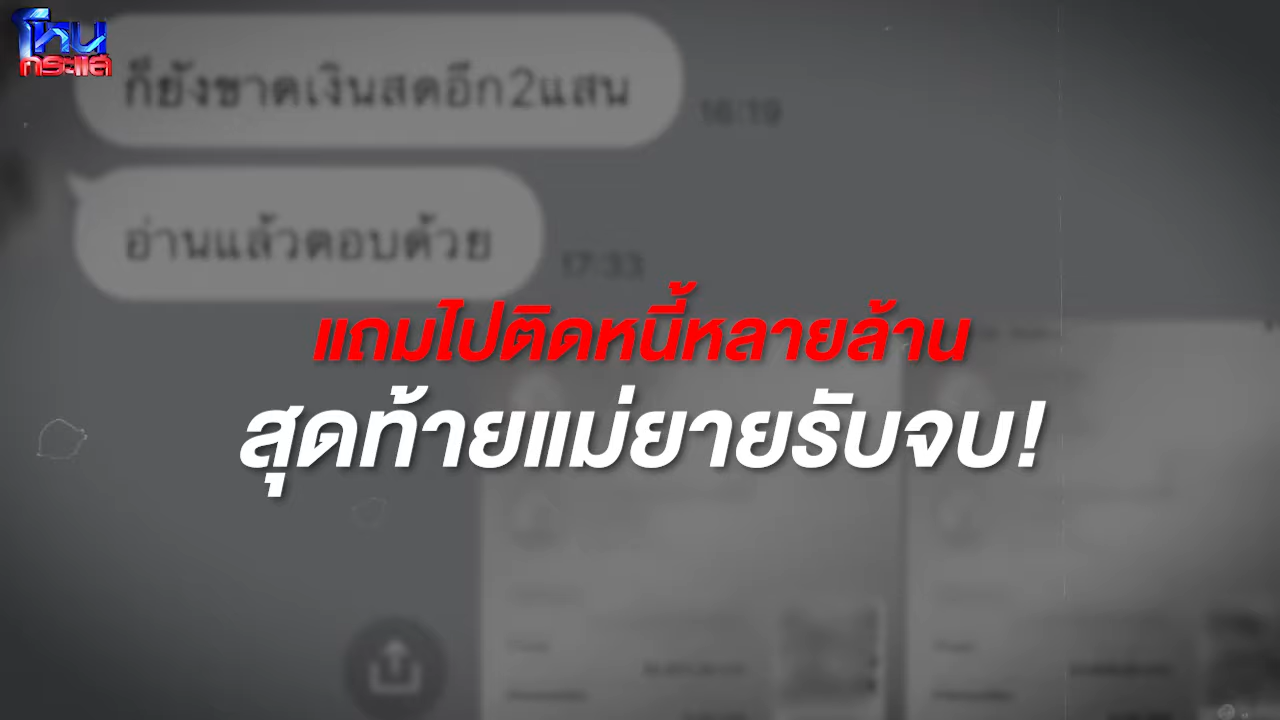 โหนกระแส
ก็ยังขาดเงินสดอีก2แสน
16:19
อ่านแล้วตอบด้วย
17:33
แถมไปติดหนี้หลายล้าน
สุดท้ายแม่ยายรับจบ!